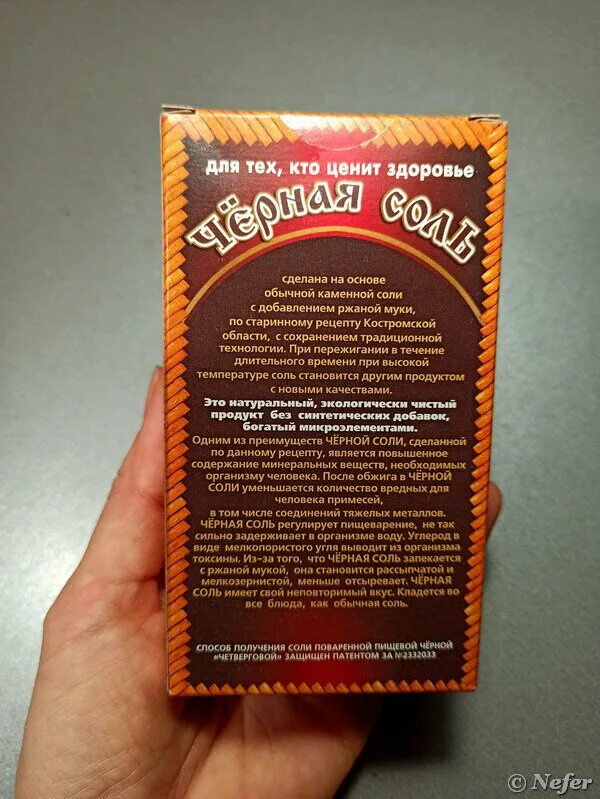 для тех, кто ценит здоровье
ЧЁрная соль
сделана на основе
обычной каменной соли
с добавлением ржаной муки,
по старинному рецепту Костромской
области, с сохранением традиционной
технологии. При пережигании в течение
длительного времени при высокой
температуре соль становится другим продуктом
с новыми качествами.
Это натуральный, экологически чистый
продукт без синтетических добавок,
богатый микроэлементами.
Одним из преимуществ ЧЁРНОЙ СОЛИ, сделанной
по данному рецепту, является повышенное
содержание минеральных веществ, необходимых
организму человека. После обжига в ЧЁРНОЙ
СОЛИ уменьшается количество вредных для
человека примесей,
в том числе соединений тяжелых металлов.
ЧЁРНАЯ СОЛЬ регулирует пищеварение, не так
сильно задерживает в организме воду. Углерод в
виде мелкопористого угля выводит из организма
токсины. Из-за того, что ЧЁРНАЯ СОЛЬ запекается
с ржаной мукой, она становится рассыпчатой и
мелкозернистой, меньше отсыревает. ЧЁРНАЯ
СОЛЬ имеет свой неповторимый вкус. Кладется во
все блюда, как обычная соль.
СПОСОБ ПОЛУЧЕНИЯ СОЛИ ПОВАРЕННОЙ ПИЩЕВОЙ ЧЁРНОЙ
«ЧЕТВЕРГОВОЙ» ЗАЩИЩЕН ПАТЕНТОМ ЗА №2332033
© Nefer